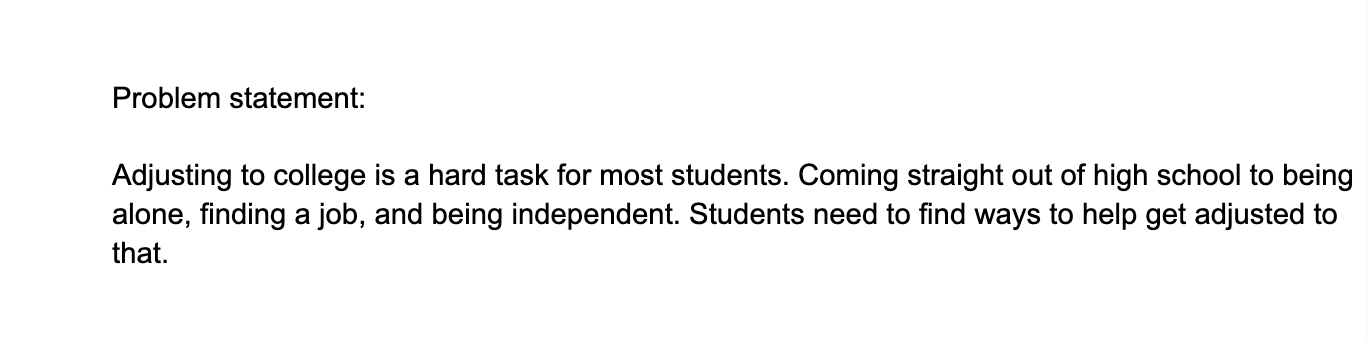 Problem statement:
Adjusting to college is a hard task for most students. Coming straight out of high school to being
alone, finding a job, and being independent. Students need to find ways to help get adjusted to
that.